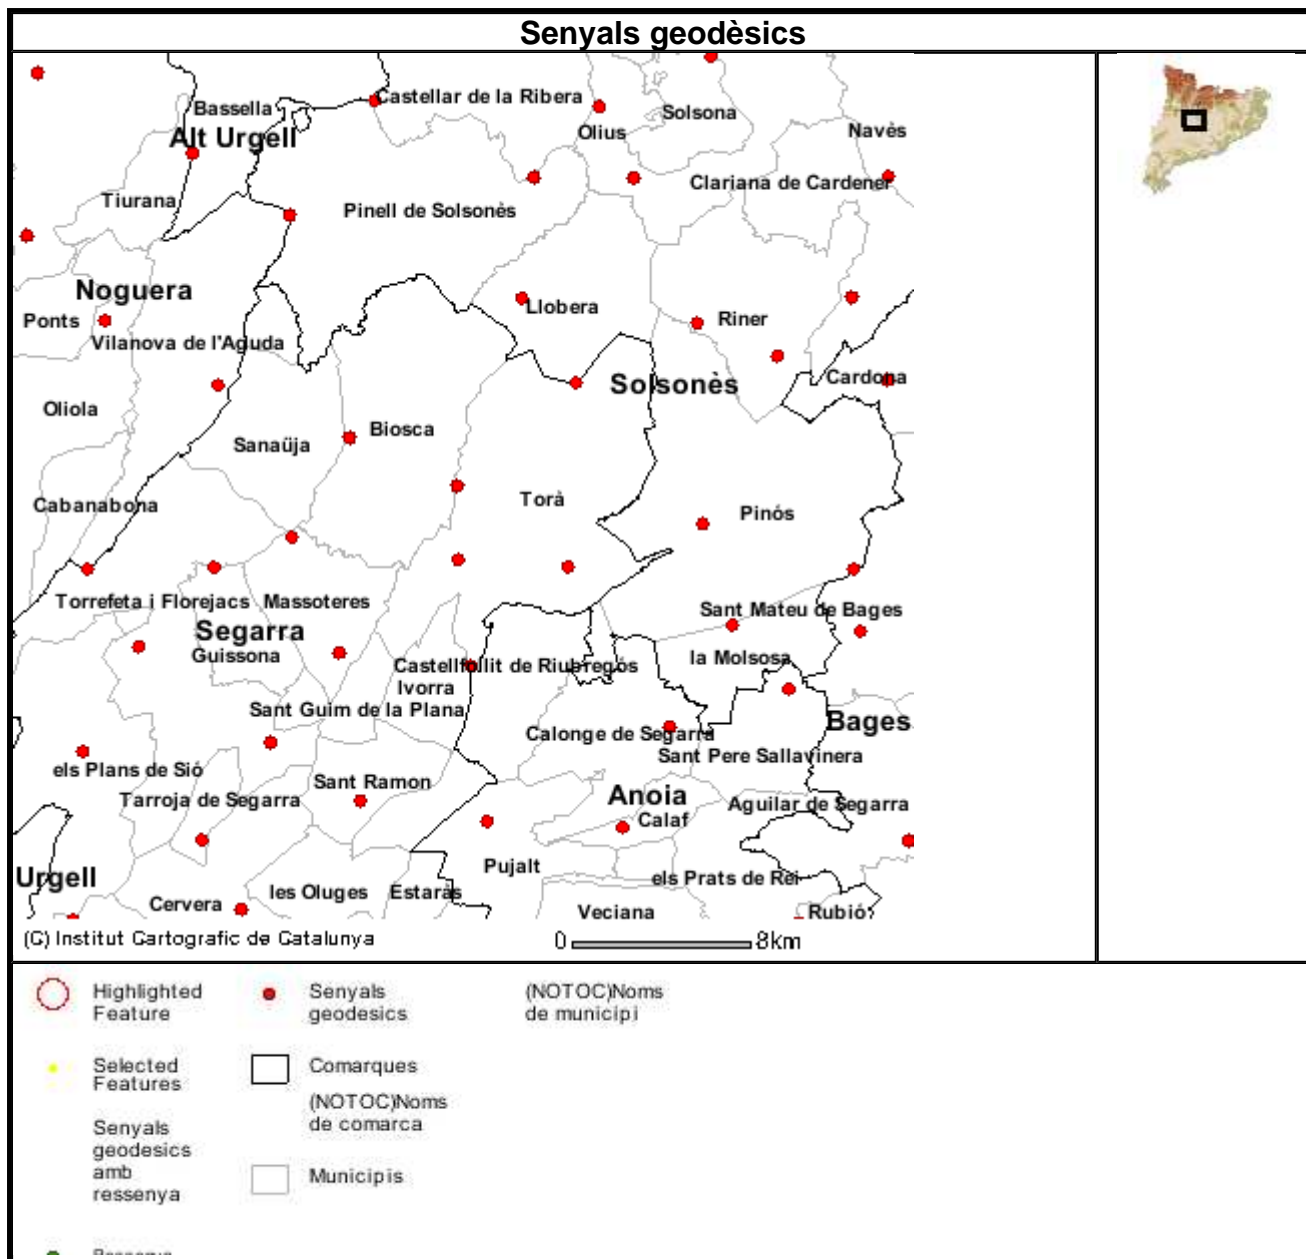 Senyals geodèsics
Castellar de la Ribera
Bassella
Solsona
Olius
Navès
Alt Urgell
Clariana de Cardener
Tiurana
Pinell de Solsonès
Noguera
Llobera
Ponts
Riner
Vilanova de l'Aguda
Cardona
Solsonès
Oliola
Biosca
Sanaüja
Torà
Cabanabona
Pinós
Torrefeta i Florejacs
Massoteres
Sant Mateu de Bages
Segarra
Guissona
la Molsosa
Castellfollit de Riubregós
Ivorra
Sant Guim de la Plana
Bages
Calonge de Segarra
Sant Pere Sallavinera
els Plans de Sió
Sant Ramon
Tarroja de Segarra
Anoia
Aguilar de Segarra
Calaf
Pujalt
Urgell
els Prats de Rei
les Oluges
Estaràs
Cervera
Veciana
Rubió
(C) Institut Cartografic de Catalunya
0
8km
Highlighted
Feature
Senyals
geodesics
(NOTOC)Noms
de municipi
Selected
Features
Comarques
(NOTOC)Noms
de comarca
Senyals
geodesics
amb
ressenya
Municipis